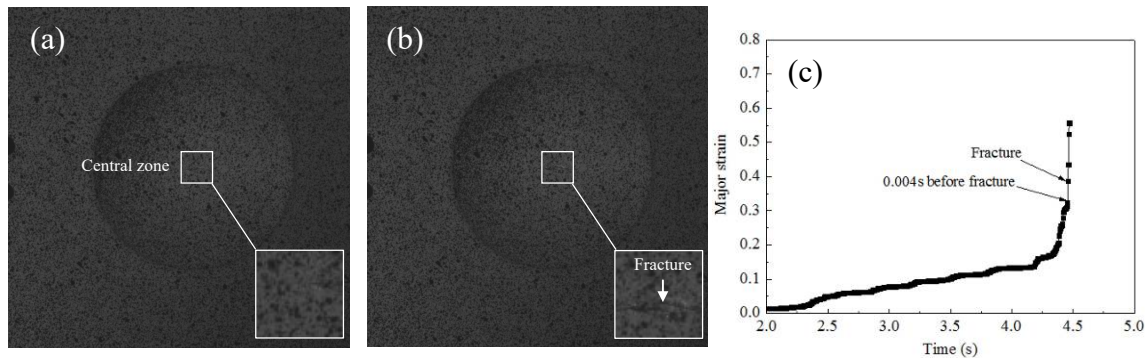 (a)
Central zone
(b)
Fracture
(c)
0.8
0.7
0.6
0.5
0.4
0.3
0.2
0.1
0.0
Major strain
Fracture
0.004s before fracture
2.0 2.5 3.0 3.5 4.0 4.5 5.0
Time (s)